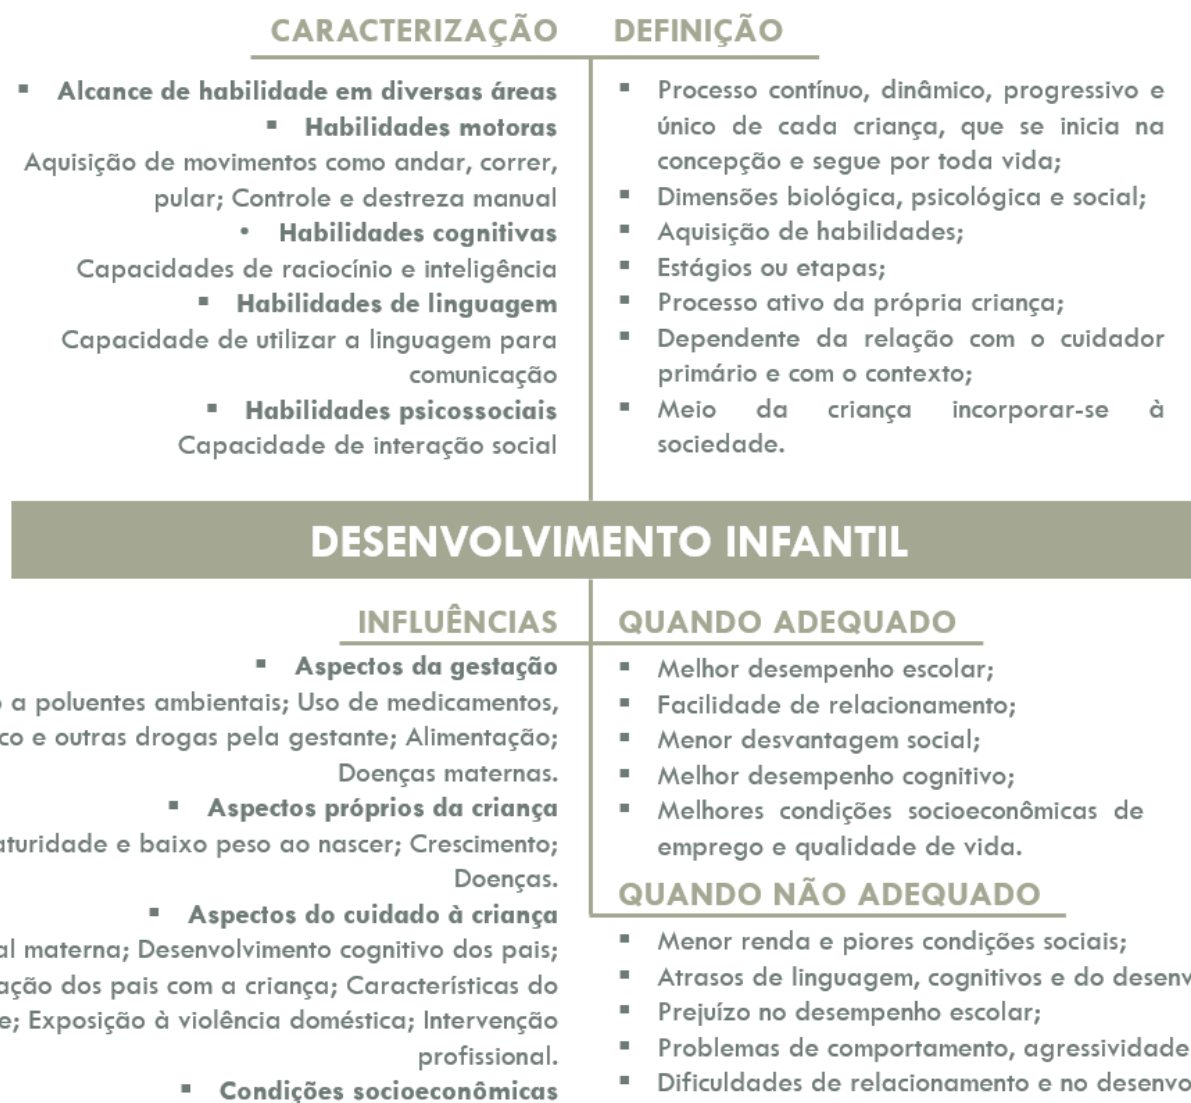 CARACTERIZAÇÃO
▪ Alcance de habilidade em diversas áreas
▪ Habilidades motoras
Aquisição de movimentos como andar, correr,
pular; Controle e destreza manual
• Habilidades cognitivas
Capacidades de raciocínio e inteligência
▪ Habilidades de linguagem
Capacidade de utilizar a linguagem para
comunicação
▪ Habilidades psicossociais
Capacidade de interação social
DEFINIÇÃO
▪ Processo contínuo, dinâmico, progressivo e
único de cada criança, que se inicia na
concepção e segue por toda vida;
▪ Dimensões biológica, psicológica e social;
▪ Aquisição de habilidades;
▪ Estágios ou etapas;
▪ Processo ativo da própria criança;
▪ Dependente da relação com o cuidador
primário e com o contexto;
▪ Meio da criança incorporar-se à
sociedade.
DESENVOLVIMENTO INFANTIL
INFLUÊNCIAS
▪ Aspectos da gestação
a poluentes ambientais; Uso de medicamentos,
e outras drogas pela gestante; Alimentação;
Doenças maternas.
▪ Aspectos próprios da criança
e baixo peso ao nascer; Crescimento;
Doenças.
▪ Aspectos do cuidado à criança
materna; Desenvolvimento cognitivo dos pais;
dos pais com a criança; Características do
Exposição à violência doméstica; Intervenção
profissional.
▪ Condições socioeconômicas
QUANDO ADEQUADO
▪ Melhor desempenho escolar;
▪ Facilidade de relacionamento;
▪ Menor desvantagem social;
▪ Melhor desempenho cognitivo;
▪ Melhores condições socioeconômicas de
emprego e qualidade de vida.
QUANDO NÃO ADEQUADO
▪ Menor renda e piores condições sociais;
▪ Atrasos de linguagem, cognitivos e do
▪ Prejuízo no desempenho escolar;
▪ Problemas de comportamento, agressividade
▪ Dificuldades de relacionamento e no